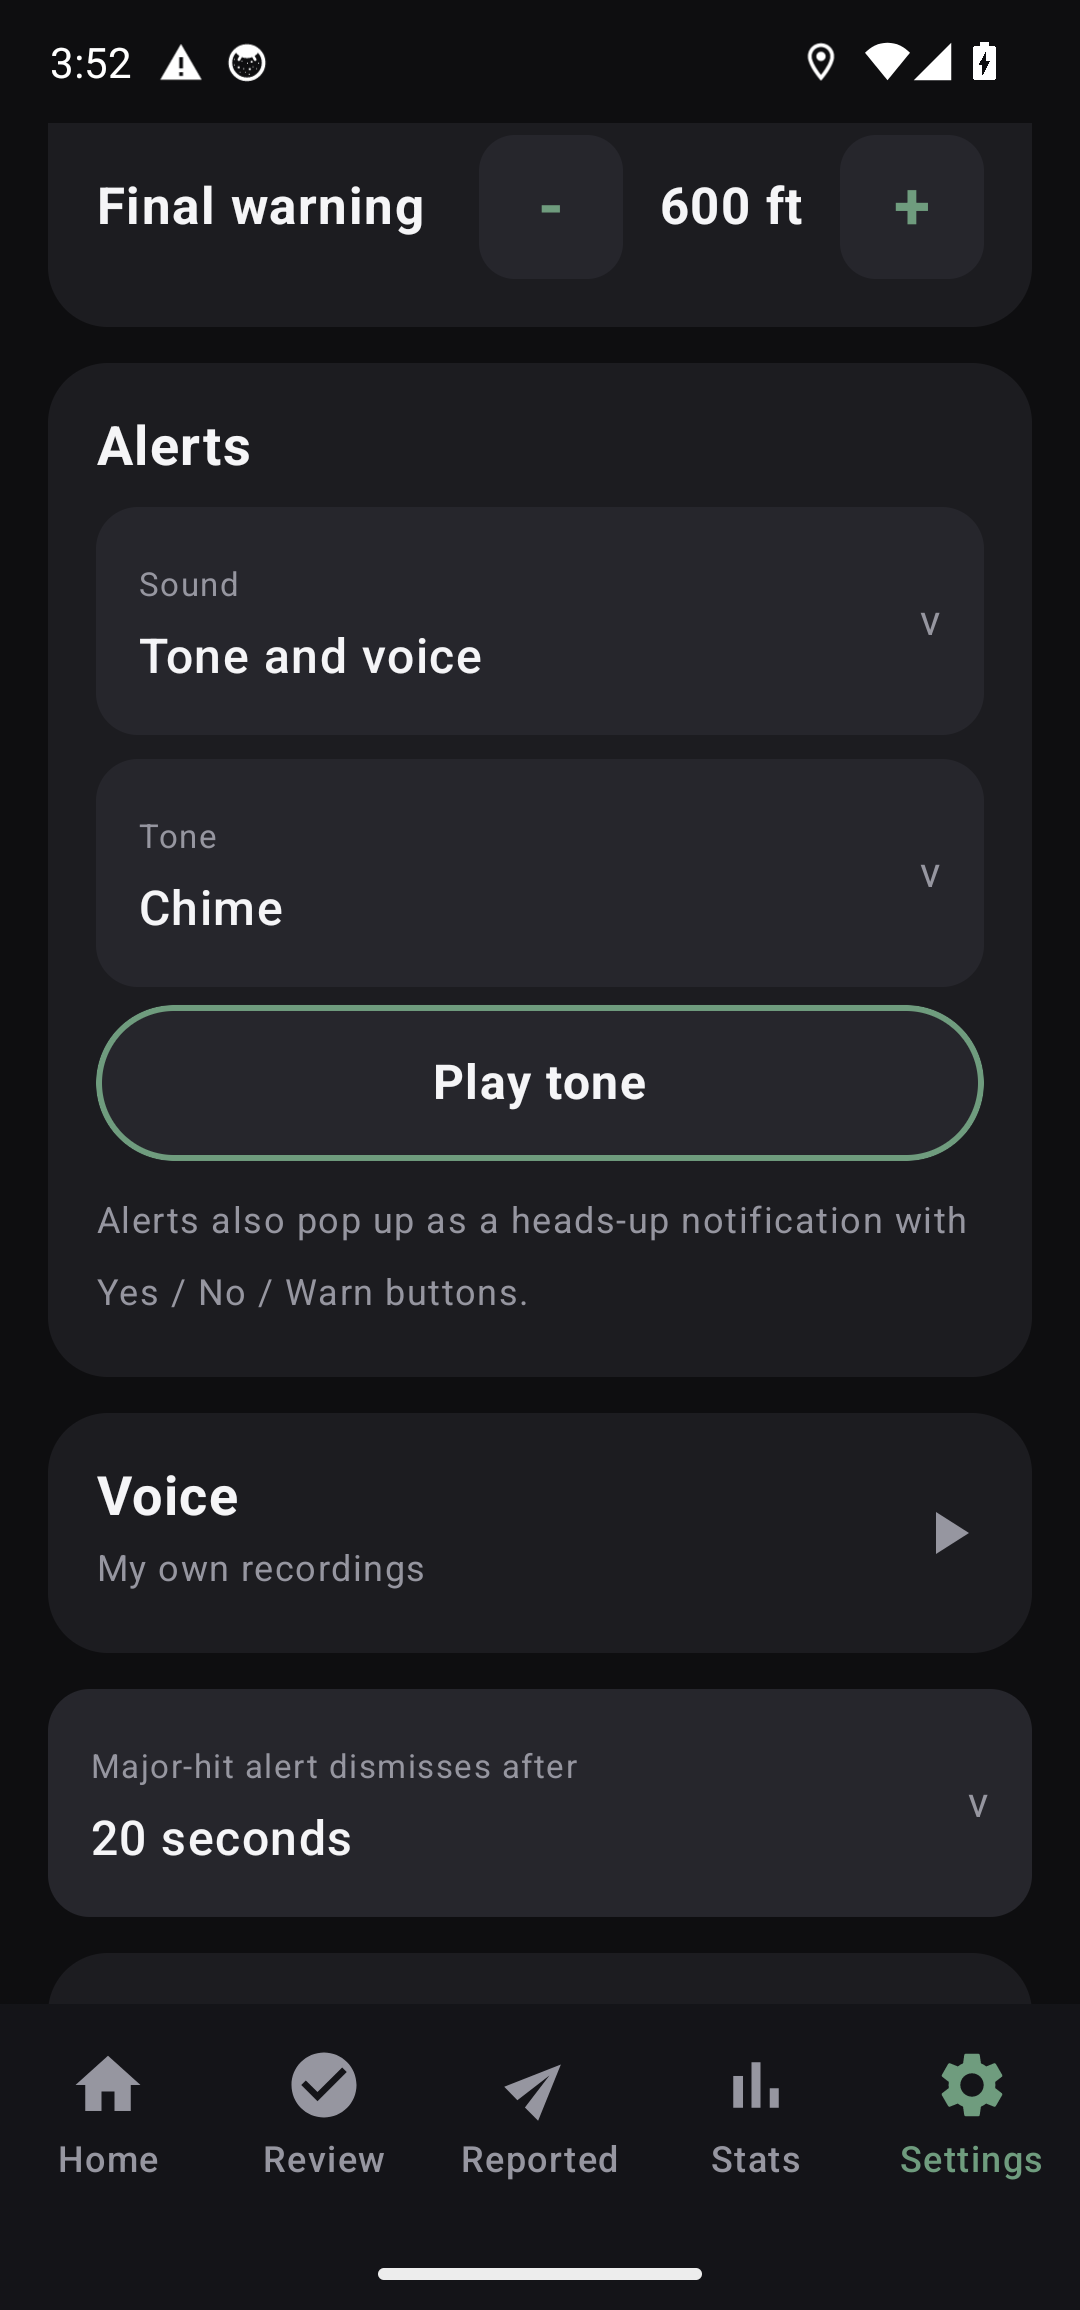 3:52
Final warning - 600 ft +
Alerts
Sound
Tone and voice v
Tone
Chime v
Play tone
Alerts also pop up as a heads-up notification with
Yes / No / Warn buttons.
Voice
My own recordings
Major-hit alert dismisses after
20 seconds v
Home Review Reported Stats Settings